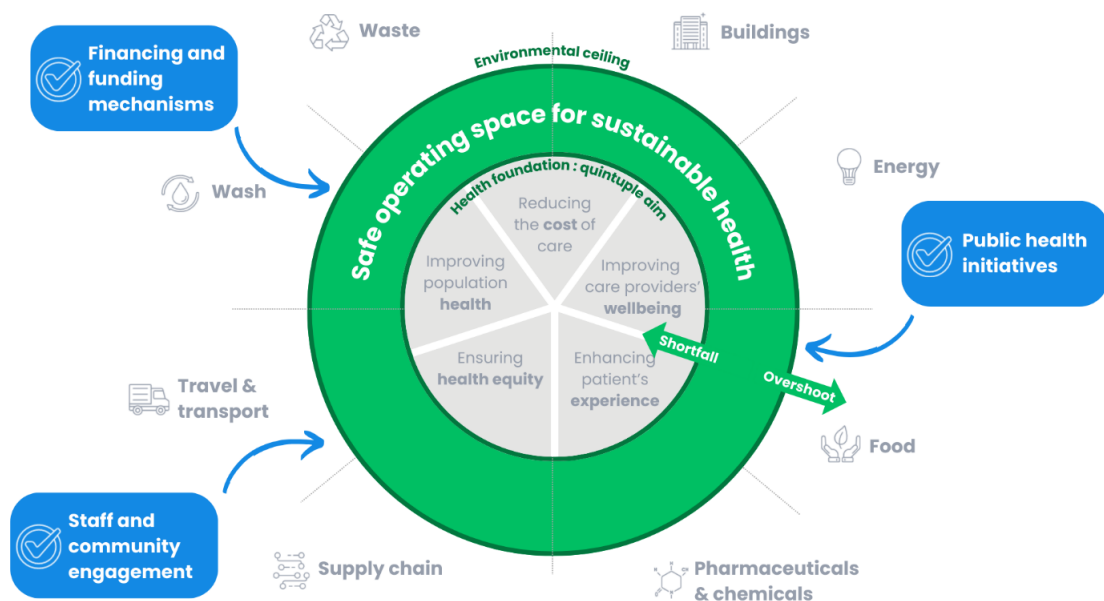 Financing and
funding
mechanisms
Waste
Buildings
Environmental ceiling
Safe operating space for sustainable health
Health foundation : quintuple aim
Wash
Energy
Reducing
the cost of
care
Improving
population
health
Improving
care providers'
wellbeing
Ensuring
health equity
Enhancing
patient's
experience
Shortfall
Overshoot
Public health
initiatives
Travel &
transport
Food
Staff and
community
engagement
Supply chain
Pharmaceuticals
& chemicals